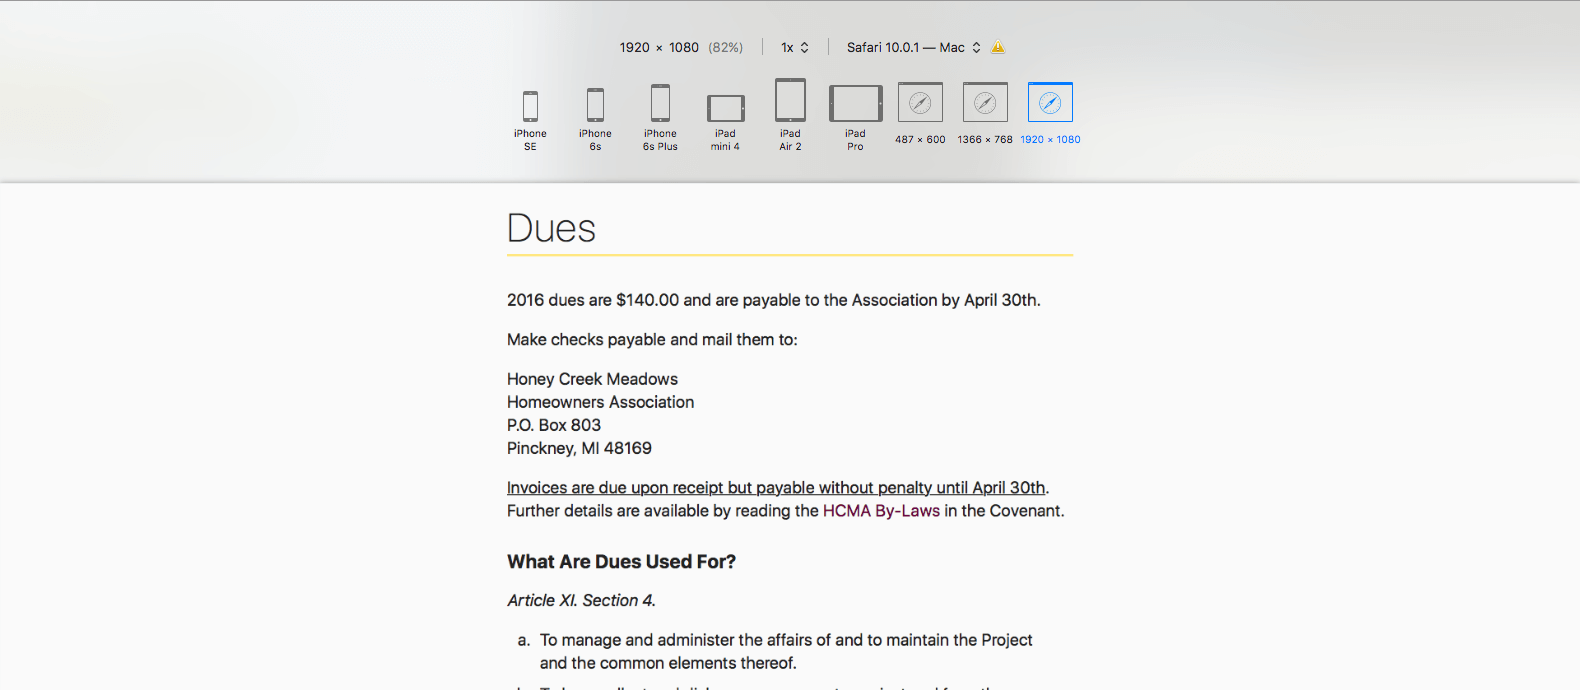 1920 × 1080 (82%) 1x Safari 10.0.1 — Mac
iPhone SE
iPhone 6s
iPhone 6s Plus
iPad mini 4
iPad Air 2
iPad Pro
487 × 600
1366 × 768
1920 × 1080
Dues
2016 dues are $140.00 and are payable to the Association by April 30th.
Make checks payable and mail them to:
Honey Creek Meadows
Homeowners Association
P.O. Box 803
Pinckney, MI 48169
Invoices are due upon receipt but payable without penalty until April 30th.
Further details are available by reading the HCMA By-Laws in the Covenant.
What Are Dues Used For?
Article XI. Section 4.
a. To manage and administer the affairs of and to maintain the Project
and the common elements thereof.